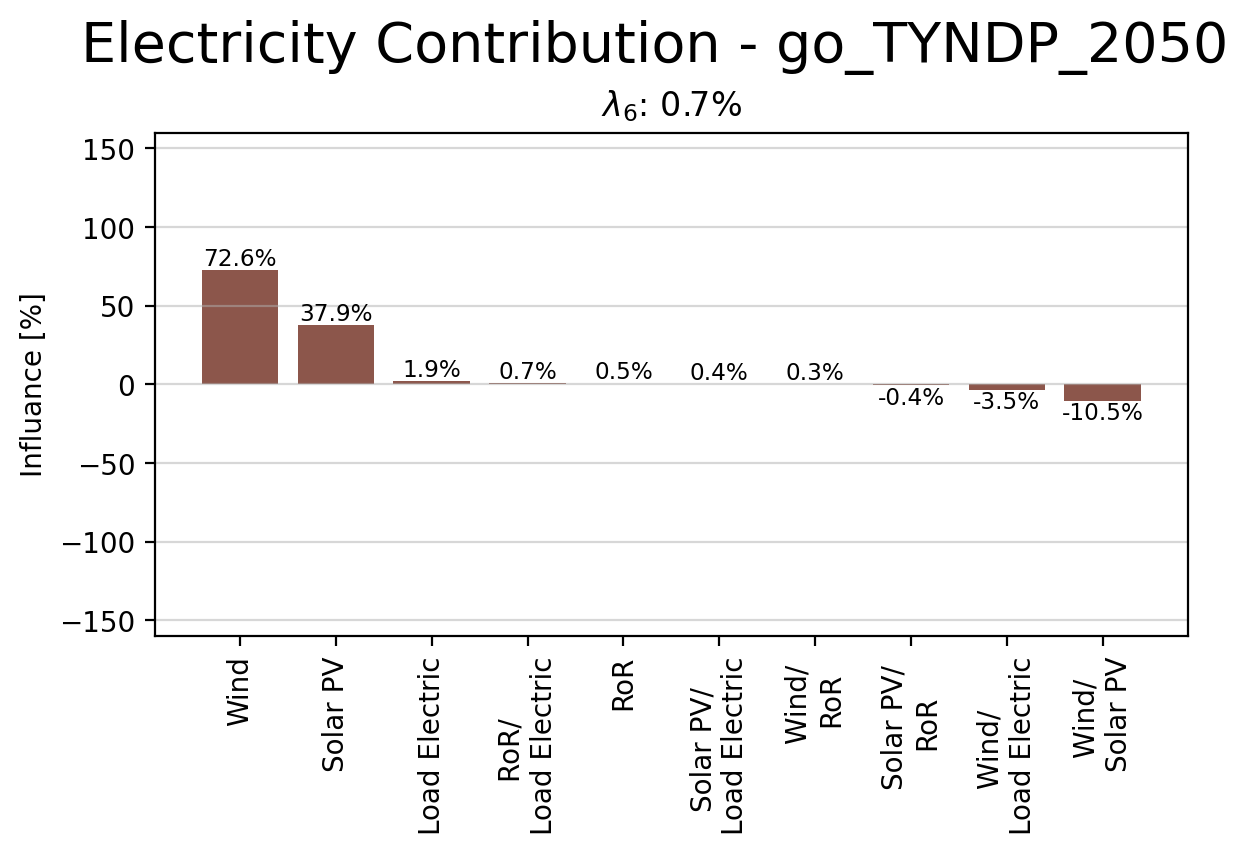 Electricity Contribution - go_TYNDP_2050
λ6: 0.7%
Influance [%]
150
100
50
0
−50
−100
−150
72.6%
37.9%
1.9%
0.7%
0.5%
0.4%
0.3%
-0.4%
-3.5%
-10.5%
Wind
Solar PV
Load Electric
RoR/
Load Electric
RoR
Solar PV/
Load Electric
Wind/
RoR
Solar PV/
RoR
Wind/
Load Electric
Wind/
Solar PV